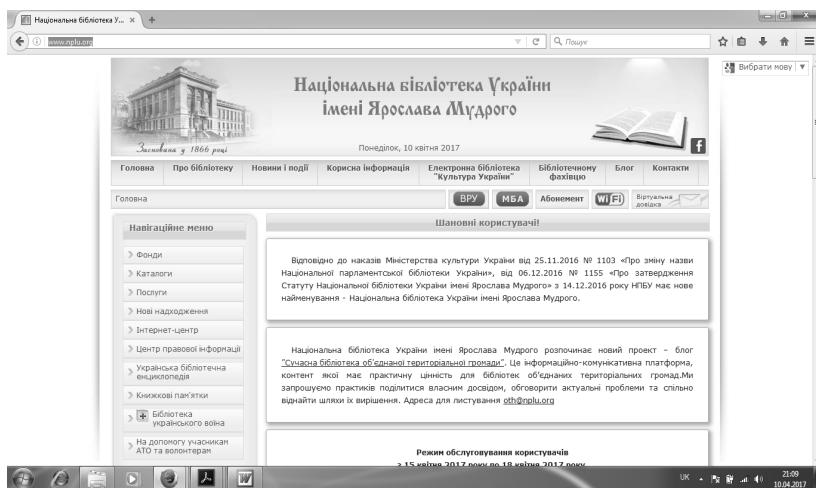 Національна бібліотека У...
www.nplu.org
Пошук
Вибрати мову
Національна бібліотека України
імені Ярослава Мудрого
Заснована у 1866 році
Понеділок, 10 квітня 2017
Головна
Про бібліотеку
Новини і події
Корисна інформація
Електронна бібліотека
"Культура України"
Бібліотечному
фахівцю
Блог
Контакти
Головна
ВРУ
МБА
Абонемент
WiFi
Віртуальна
довідка
Навігаційне меню
Фонди
Каталоги
Послуги
Нові надходження
Інтернет-центр
Центр правової інформації
Українська бібліотечна
енциклопедія
Книжкові пам'ятки
Бібліотека
українського воїна
На допомогу учасникам
АТО та волонтерам
Шановні користувачі!
Відповідно до наказів Міністерства культури України від 25.11.2016 № 1103 «Про зміну назви
Національної парламентської бібліотеки України», від 06.12.2016 № 1155 «Про затвердження
Статуту Національної бібліотеки України імені Ярослава Мудрого» з 14.12.2016 року НПБУ має нове
найменування - Національна бібліотека України імені Ярослава Мудрого.
Національна бібліотека України імені Ярослава Мудрого розпочинає новий проект – блог
"Сучасна бібліотека об'єднаної територіальної громади". Це інформаційно-комунікативна платформа,
контент якої має практичну цінність для бібліотек об'єднаних територіальних громад.Ми
запрошуємо практиків поділитися власним досвідом, обговорити актуальні проблеми та спільно
віднайти шляхи їх вирішення. Адреса для листування oth@nplu.org
Режим обслуговування користувачів
з 15 квітня 2017 року по 18 квітня 2017 року
UK
21:09
10.04.2017